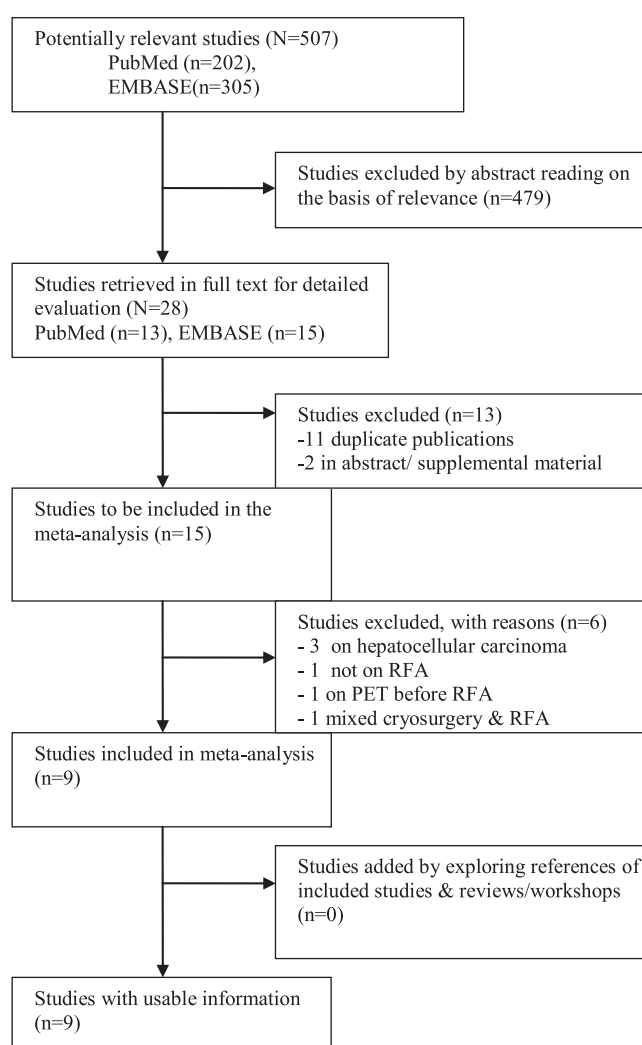 Potentially relevant studies (N=507)
PubMed (n=202),
EMBASE(n=305)
Studies excluded by abstract reading on
the basis of relevance (n=479)
Studies retrieved in full text for detailed
evaluation (N=28)
PubMed (n=13), EMBASE (n=15)
Studies excluded (n=13)
-11 duplicate publications
-2 in abstract/ supplemental material
Studies to be included in the
meta-analysis (n=15)
Studies excluded, with reasons (n=6)
- 3 on hepatocellular carcinoma
- 1 not on RFA
- 1 on PET before RFA
- 1 mixed cryosurgery & RFA
Studies included in meta-analysis
(n=9)
Studies added by exploring references of
included studies & reviews/workshops
(n=0)
Studies with usable information
(n=9)